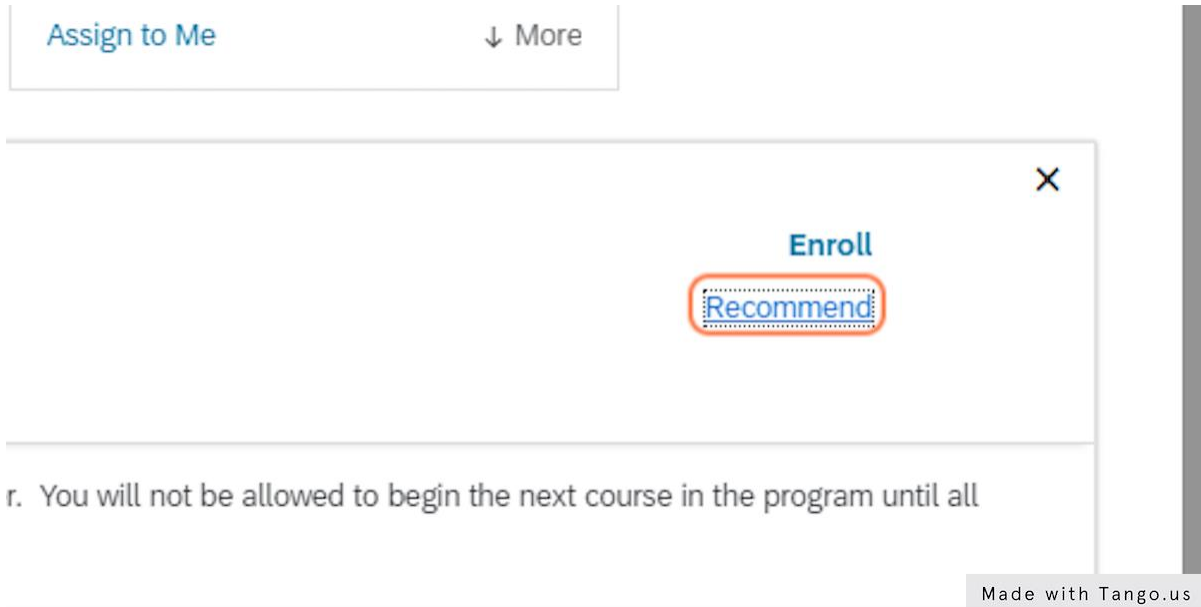 Assign to Me ↓ More
Enroll
Recommend
r. You will not be allowed to begin the next course in the program until all
Made with Tango.us